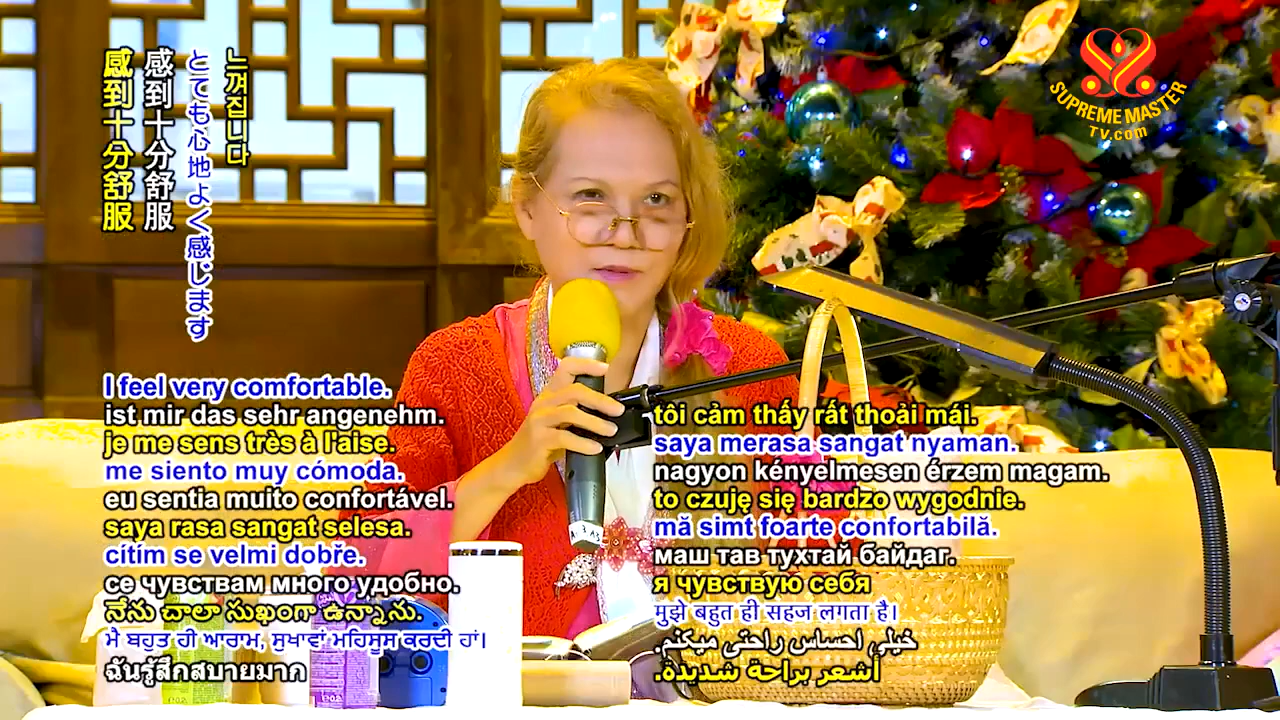 느껴집니다
とても心地よく感じます
感到十分舒服
感到十分舒服
SUPREME MASTER
TV.com
I feel very comfortable.
ist mir das sehr angenehm.
je me sens très à l'aise.
me siento muy cómoda.
eu sentia muito confortável.
saya rasa sangat selesa.
cítím se velmi dobře.
се чувствам много удобно.
నేను చాలా సుఖంగా ఉన్నాను.
ਮੈਂ ਬਹੁਤ ਹੀ ਆਰਾਮ, ਸੁਖਾਵਾਂ ਮਹਿਸੂਸ ਕਰਦੀ ਹਾਂ।
ฉันรู้สึกสบายมาก
tôi cảm thấy rất thoải mái.
saya merasa sangat nyaman.
nagyon kényelmesen érzem magam.
to czuję się bardzo wygodnie.
mă simt foarte confortabilă.
маш тав тухтай байдаг.
я чувствую себя
मुझे बहुत ही सहज लगता है।
خیلی احساس راحتی میکنم.
أشعر براحة شديدة.